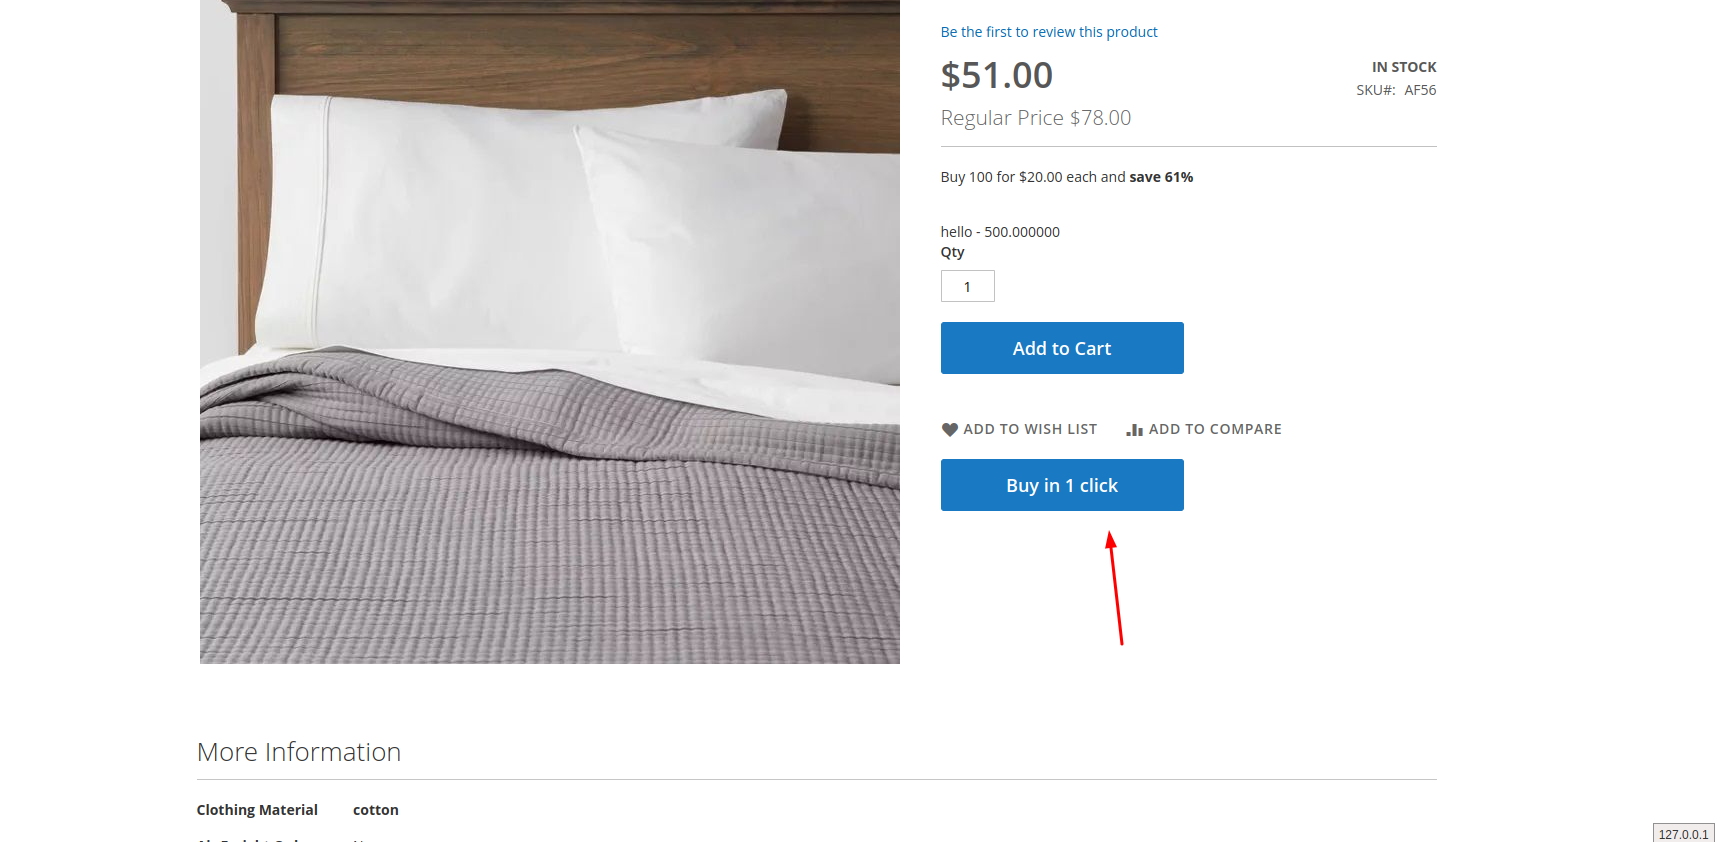 Be the first to review this product
$51.00
IN STOCK
SKU#: AF56
Regular Price $78.00
Buy 100 for $20.00 each and save 61%
hello - 500.000000
Qty
1
Add to Cart
ADD TO WISH LIST
ADD TO COMPARE
Buy in 1 click
More Information
Clothing Material cotton
127.0.0.1